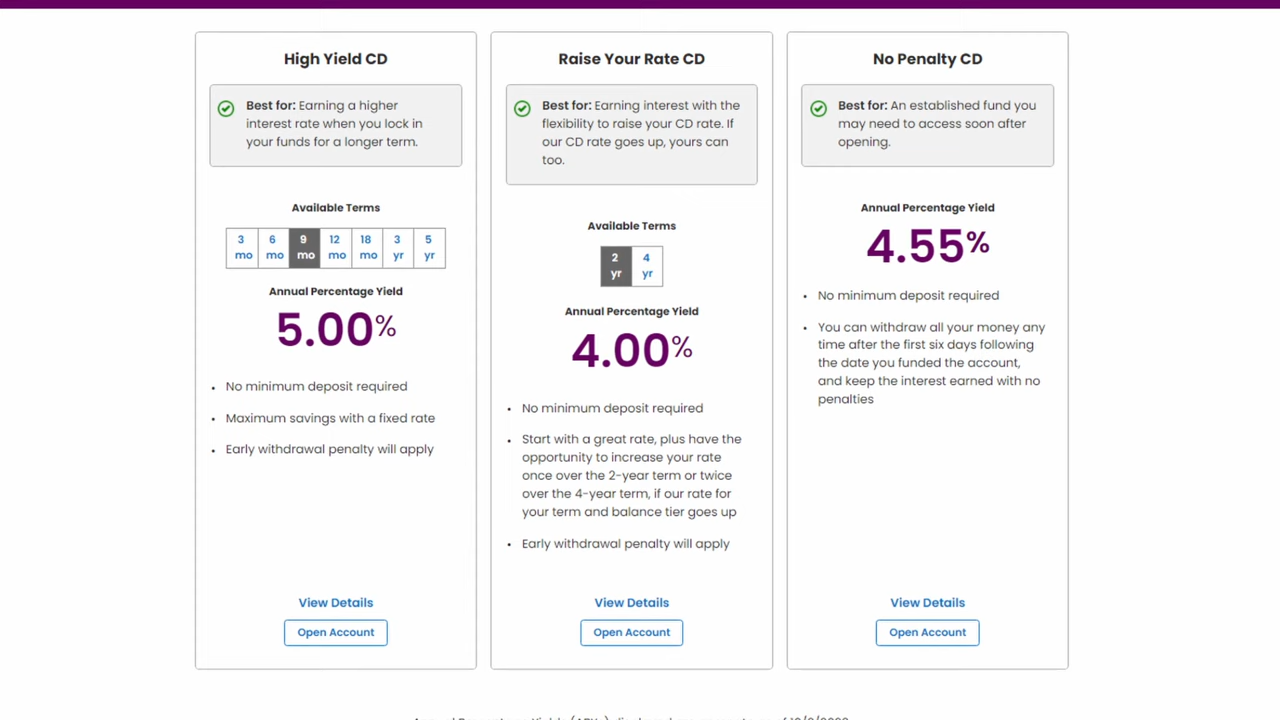 High Yield CD
Best for: Earning a higher
interest rate when you lock in
your funds for a longer term.
Available Terms
3 mo 6 mo 9 mo 12 mo 18 mo 3 yr 5 yr
Annual Percentage Yield
5.00%
• No minimum deposit required
• Maximum savings with a fixed rate
• Early withdrawal penalty will apply
View Details
Open Account
Raise Your Rate CD
Best for: Earning interest with the
flexibility to raise your CD rate. If
our CD rate goes up, yours can
too.
Available Terms
2 yr 4 yr
Annual Percentage Yield
4.00%
• No minimum deposit required
• Start with a great rate, plus have the
opportunity to increase your rate
once over the 2-year term or twice
over the 4-year term, if our rate for
your term and balance tier goes up
• Early withdrawal penalty will apply
View Details
Open Account
No Penalty CD
Best for: An established fund you
may need to access soon after
opening.
Annual Percentage Yield
4.55%
• No minimum deposit required
• You can withdraw all your money any
time after the first six days following
the date you funded the account,
and keep the interest earned with no
penalties
View Details
Open Account